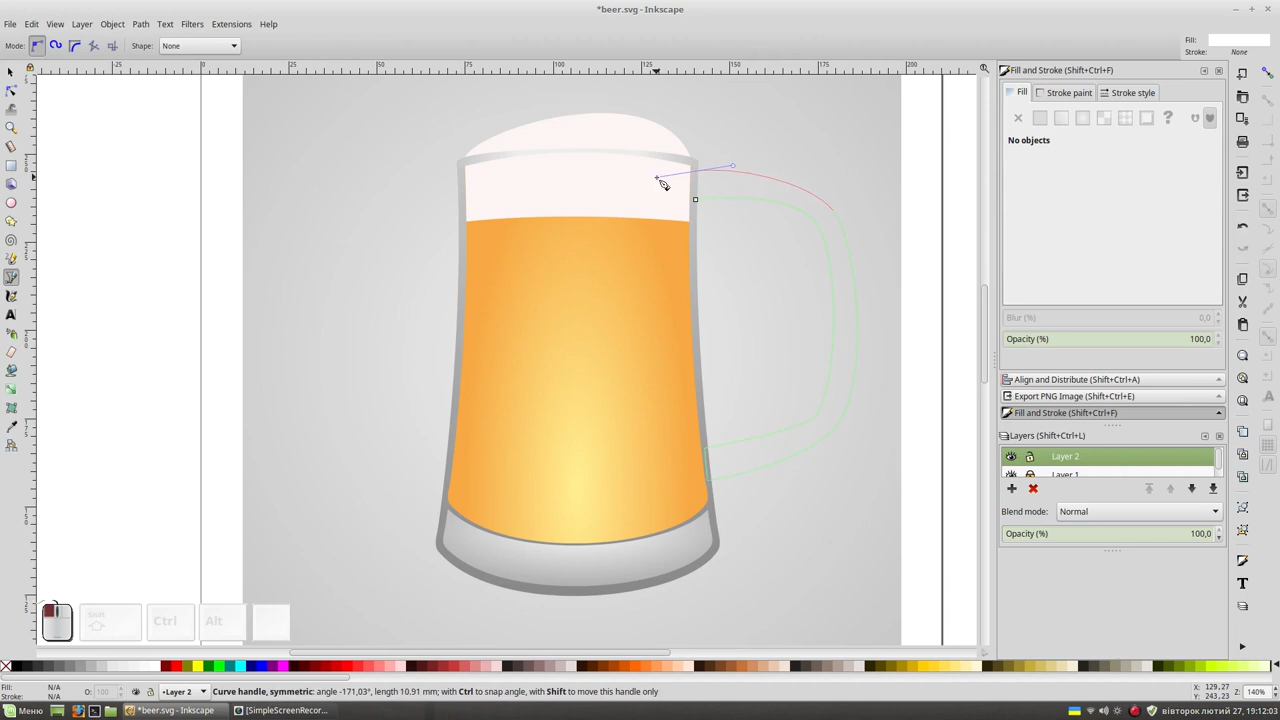 *beer.svg - Inkscape
File Edit View Layer Object Path Text Filters Extensions Help
Mode: Shape: None
Fill:
Stroke: None
Fill and Stroke (Shift+Ctrl+F)
Fill Stroke paint Stroke style
No objects
Blur (%) 0,0
Opacity (%) 100,0
Align and Distribute (Shift+Ctrl+A)
Export PNG Image (Shift+Ctrl+E)
Fill and Stroke (Shift+Ctrl+F)
Layers (Shift+Ctrl+L)
Layer 2
Layer 1
Blend mode: Normal
Opacity (%) 100,0
Shift
Ctrl
Alt
Fill: N/A
Stroke: N/A
O: 100
•Layer 2
Curve handle, symmetric: angle -171,03°, length 10.91 mm; with Ctrl to snap angle, with Shift to move this handle only
X: 129,27
Y: 243,23
Z: 140%
Меню
*beer.svg - Inkscape
[SimpleScreenRecor...
вівторок лютий 27, 19:12:03